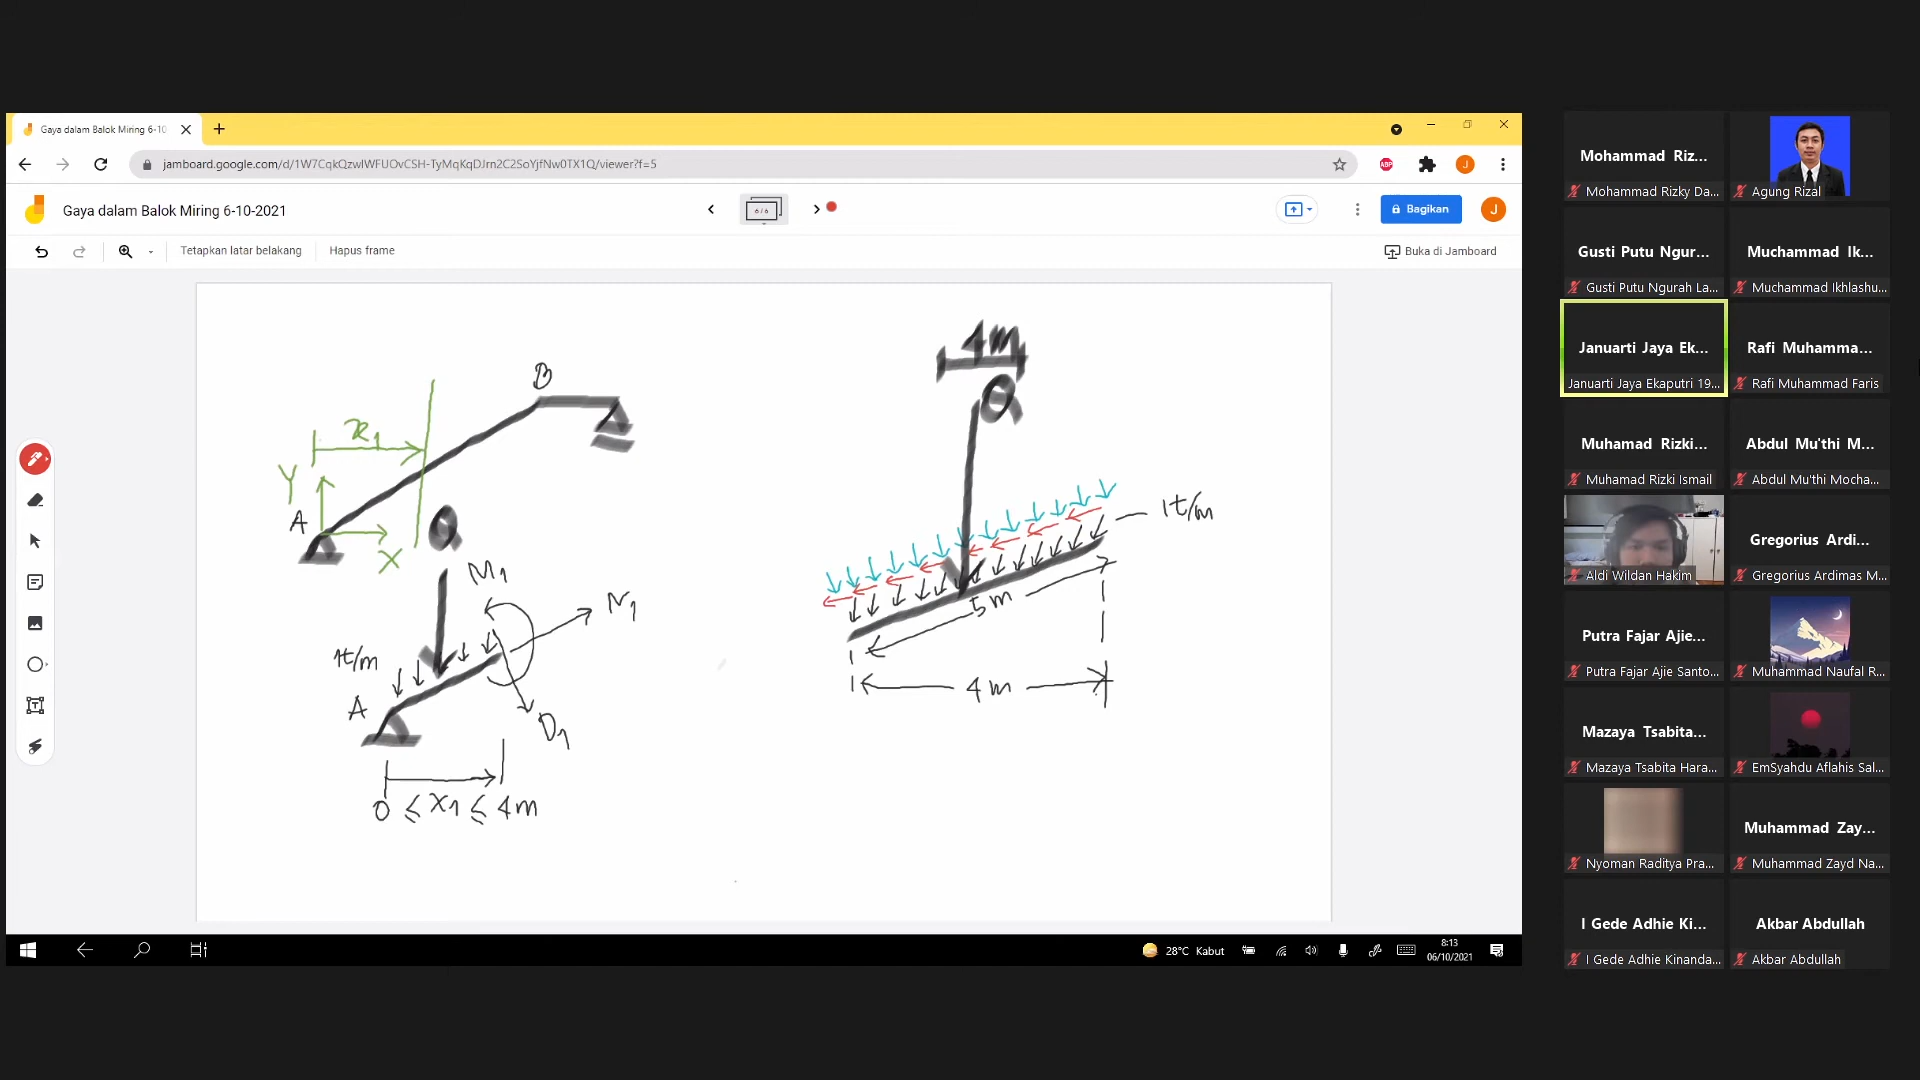 Gaya dalam Balok Miring 6-10
jamboard.google.com/d/1W7CqkQzwIWFUOvCSH-TyMqKqDJrn2C2SoYjfNw0TX1Q/viewer?f=5
ABP
J
Gaya dalam Balok Miring 6-10-2021
6 / 6
Bagikan
J
Tetapkan latar belakang
Hapus frame
Buka di Jamboard
B
x1
Y
A
X
Q
M1
N1
1t/m
A
D1
0 ≤ x1 ≤ 4m
4m
Q
1t/m
5m
4m
28°C Kabut
8:13
06/10/2021
Mohammad Riz...
Mohammad Rizky Da...
Agung Rizal
Gusti Putu Ngur...
Gusti Putu Ngurah La...
Muchammad Ik...
Muchammad Ikhlashu...
Januarti Jaya Ek...
Januarti Jaya Ekaputri 19...
Rafi Muhamma...
Rafi Muhammad Faris
Muhamad Rizki...
Muhamad Rizki Ismail
Abdul Mu'thi M...
Abdul Mu'thi Mocha...
Aldi Wildan Hakim
Gregorius Ardi...
Gregorius Ardimas M...
Putra Fajar Ajie...
Putra Fajar Ajie Santo...
Muhammad Naufal R...
Mazaya Tsabita...
Mazaya Tsabita Hara...
EmSyahdu Aflahis Sal...
Nyoman Raditya Pra...
Muhammad Zay...
Muhammad Zayd Na...
I Gede Adhie Ki...
I Gede Adhie Kinanda...
Akbar Abdullah
Akbar Abdullah